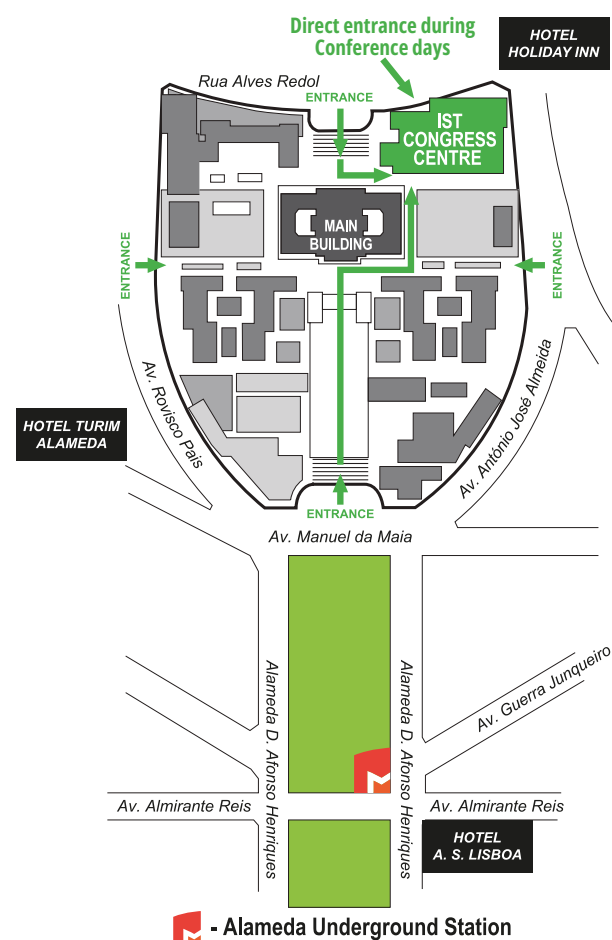 Direct entrance during
Conference days
HOTEL
HOLIDAY INN
Rua Alves Redol
ENTRANCE
IST
CONGRESS
CENTRE
MAIN
BUILDING
ENTRANCE
ENTRANCE
Av. Rovisco Pais
Av. António José Almeida
HOTEL TURIM
ALAMEDA
ENTRANCE
Av. Manuel da Maia
Alameda D. Afonso Henriques
Alameda D. Afonso Henriques
Av. Guerra Junqueiro
Av. Almirante Reis
Av. Almirante Reis
HOTEL
A. S. LISBOA
- Alameda Underground Station